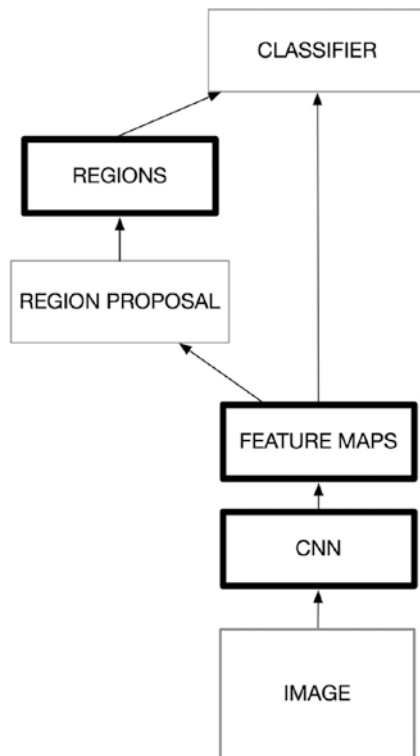 CLASSIFIER
REGIONS
REGION PROPOSAL
FEATURE MAPS
CNN
IMAGE